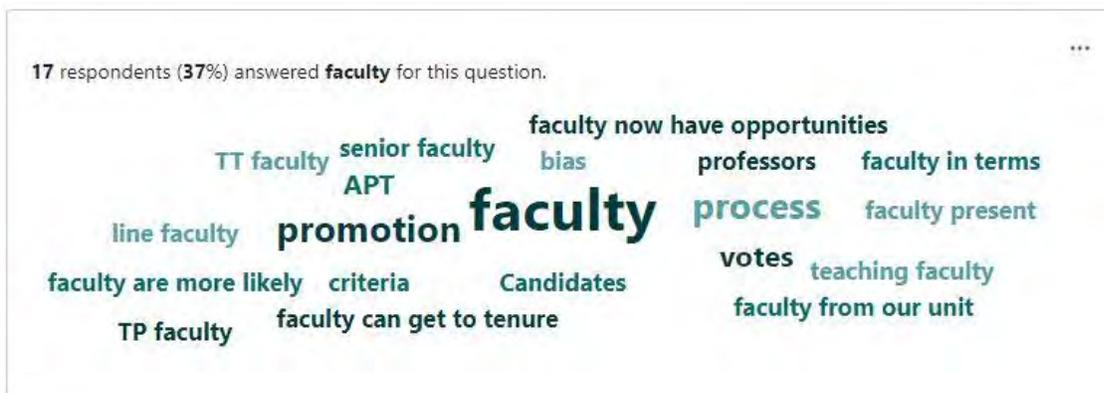 ...
17 respondents (37%) answered faculty for this question.
faculty now have opportunities
senior faculty
TT faculty
bias
professors
faculty in terms
APT
faculty
process
faculty present
promotion
line faculty
votes
teaching faculty
faculty are more likely
criteria
Candidates
faculty from our unit
faculty can get to tenure
TP faculty